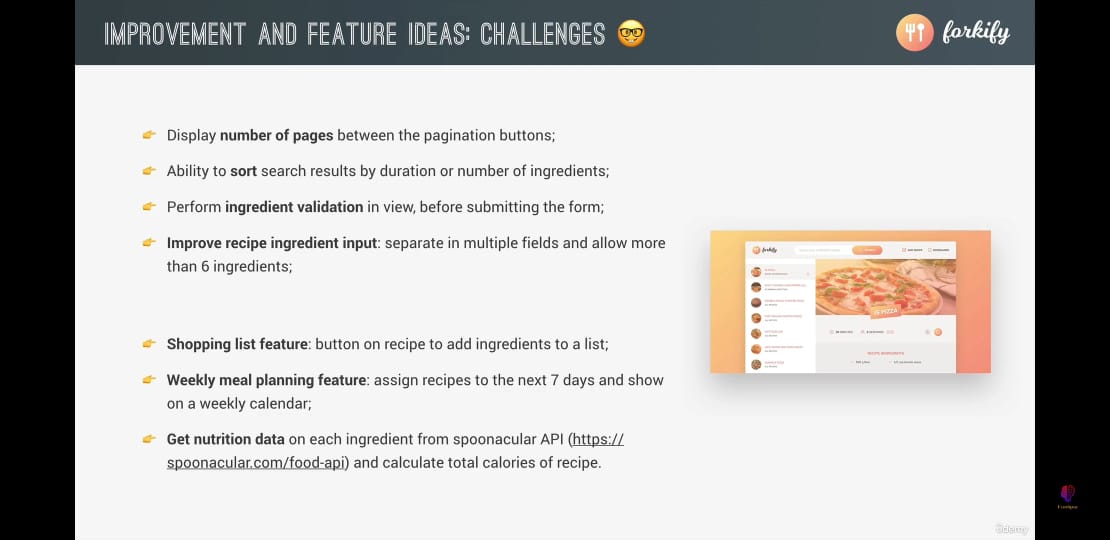 IMPROVEMENT AND FEATURE IDEAS: CHALLENGES 🤓
forkify
👉 Display number of pages between the pagination buttons;
👉 Ability to sort search results by duration or number of ingredients;
👉 Perform ingredient validation in view, before submitting the form;
👉 Improve recipe ingredient input: separate in multiple fields and allow more
than 6 ingredients;
👉 Shopping list feature: button on recipe to add ingredients to a list;
👉 Weekly meal planning feature: assign recipes to the next 7 days and show
on a weekly calendar;
👉 Get nutrition data on each ingredient from spoonacular API (https://
spoonacular.com/food-api) and calculate total calories of recipe.
forkify
RECIPE INGREDIENTS
udemy